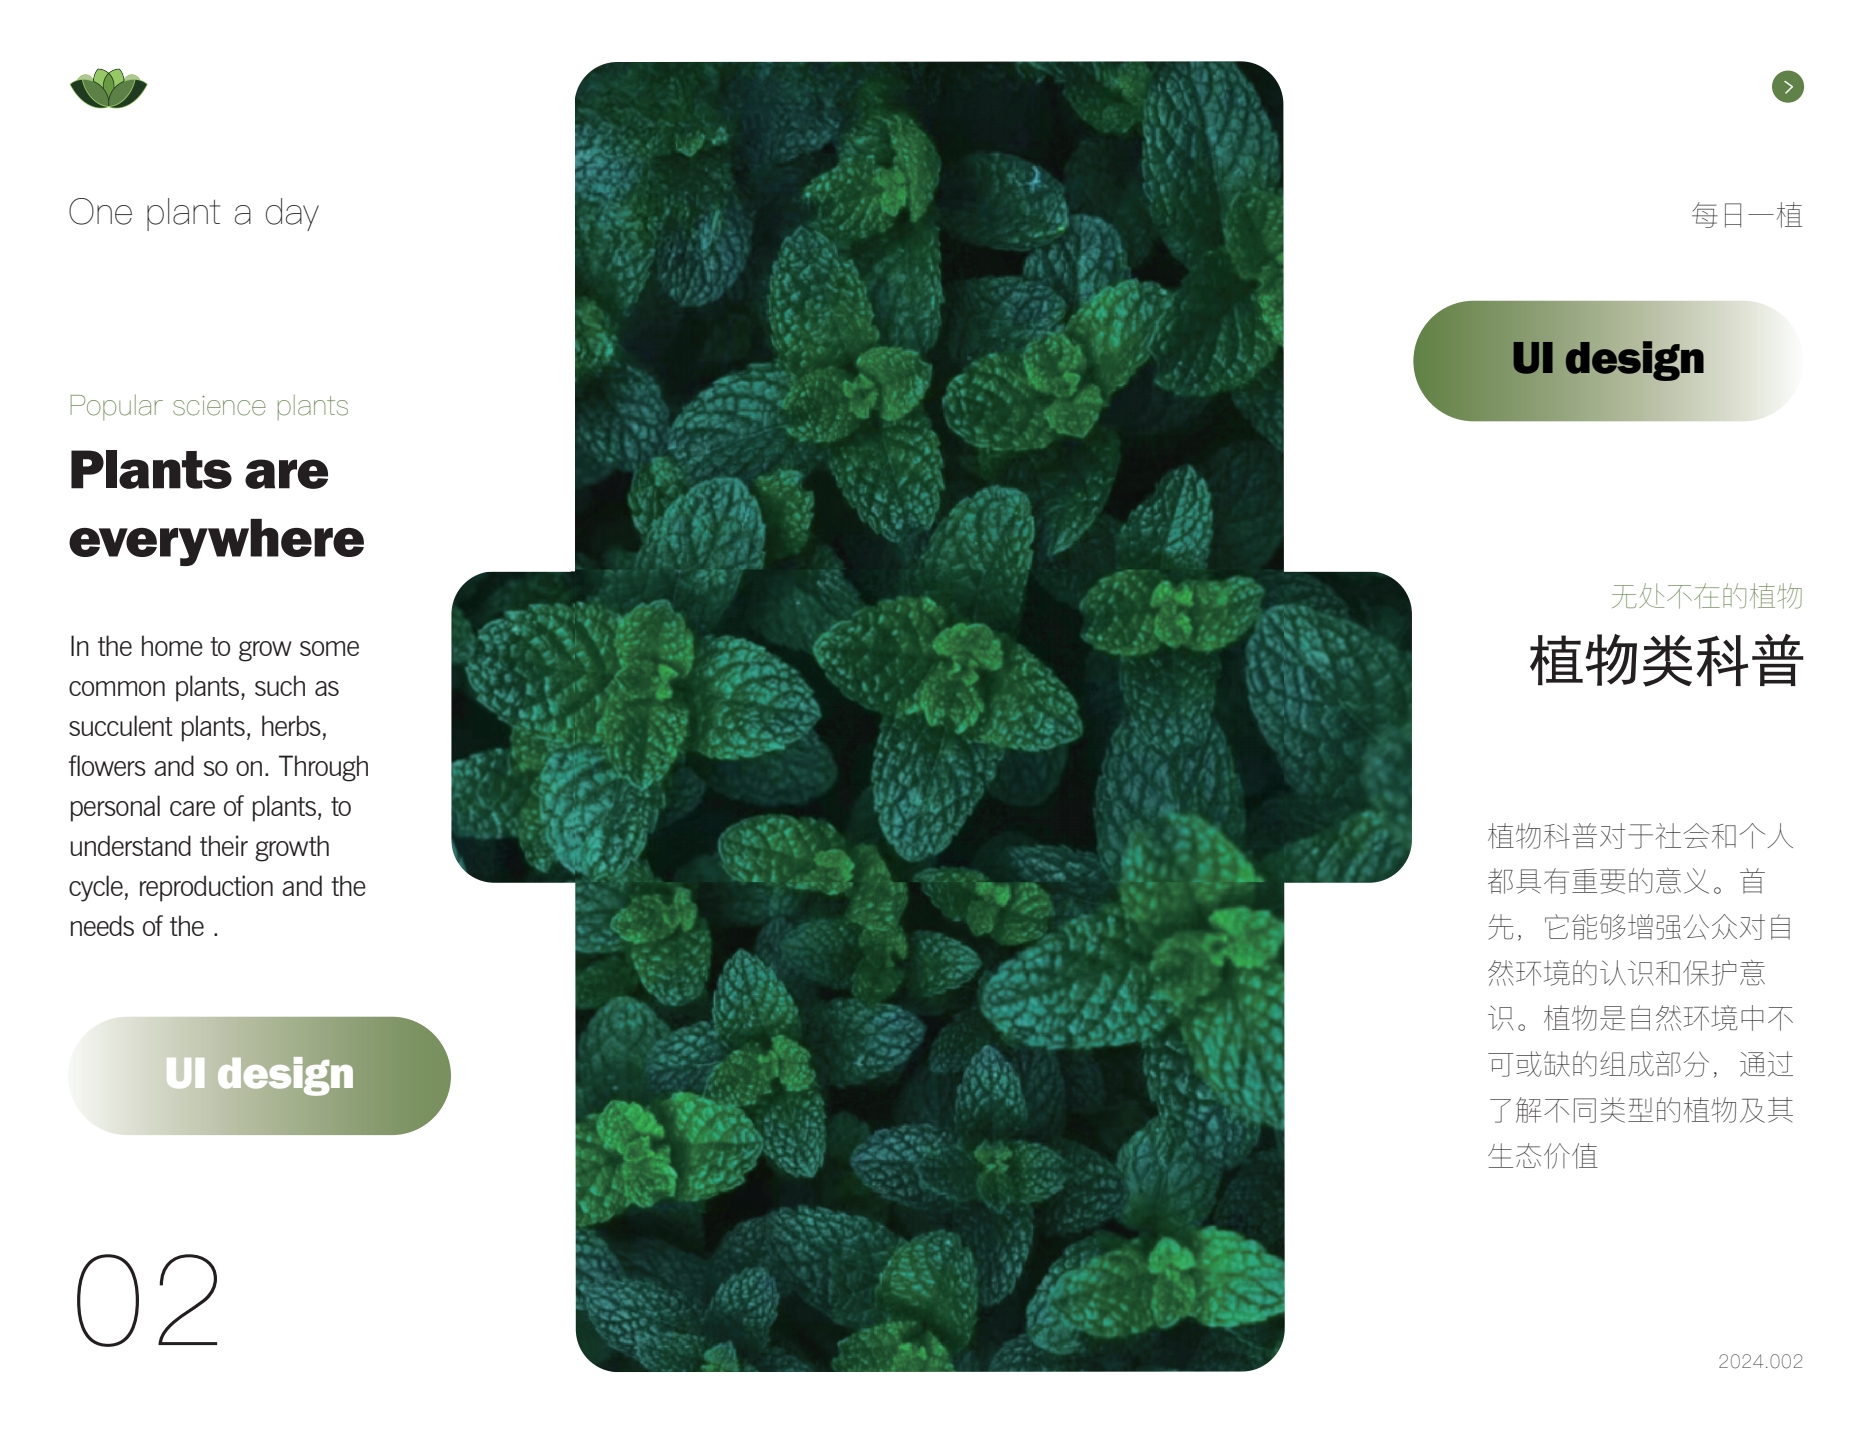 One plant a day
Popular science plants
Plants are
everywhere
In the home to grow some
common plants, such as
succulent plants, herbs,
flowers and so on. Through
personal care of plants, to
understand their growth
cycle, reproduction and the
needs of the .
UI design
02
每日一植
UI design
无处不在的植物
植物类科普
植物科普对于社会和个人
都具有重要的意义。首
先，它能够增强公众对自
然环境的认识和保护意
识。植物是自然环境中不
可或缺的组成部分，通过
了解不同类型的植物及其
生态价值
2024.002